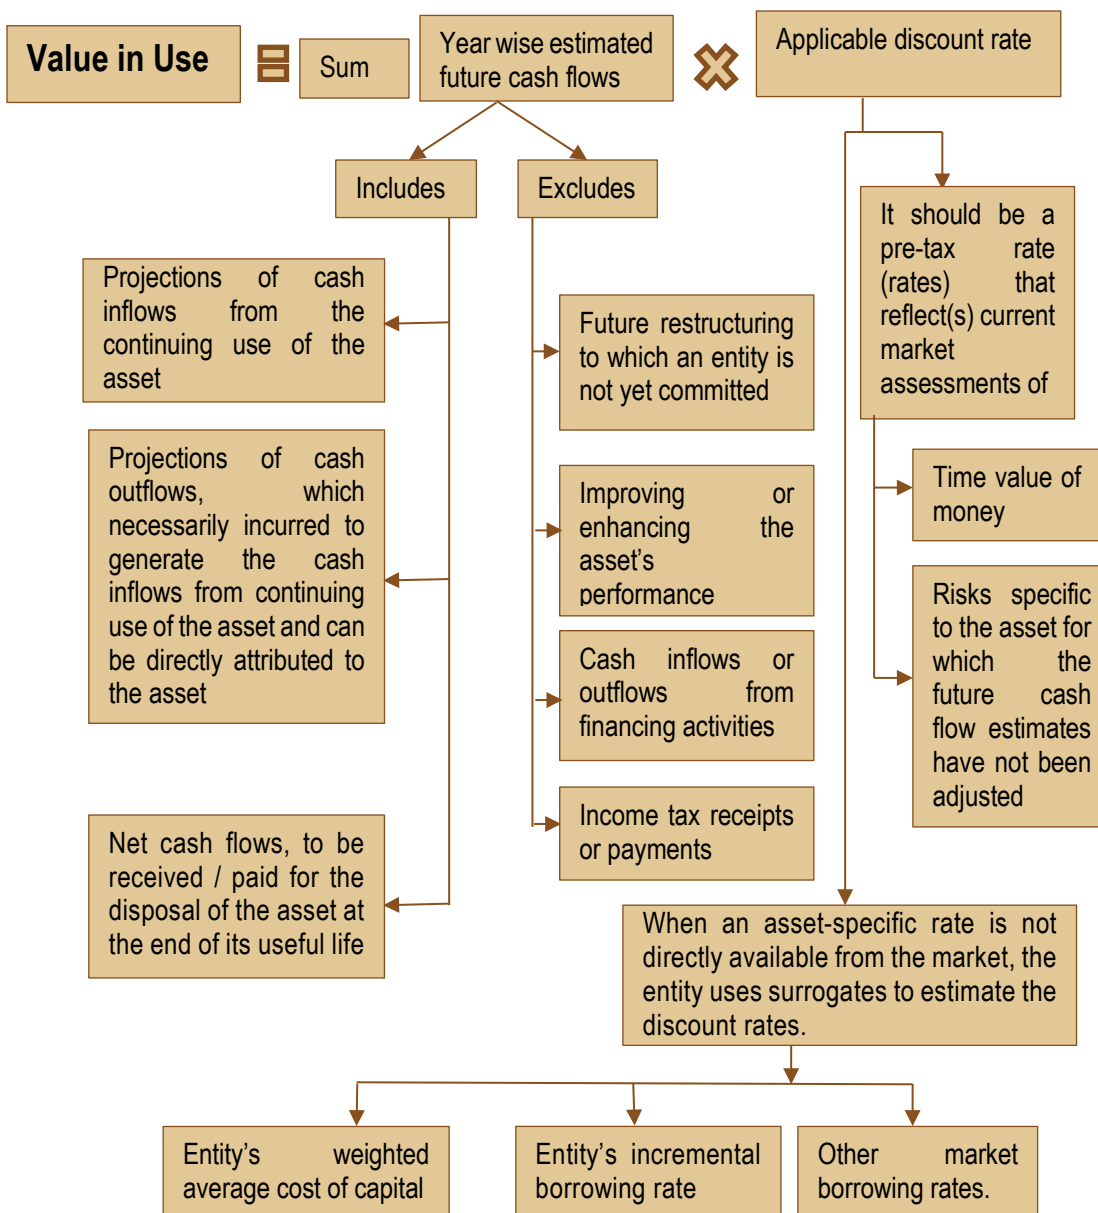 Value in Use
Sum
Year wise estimated
future cash flows
Applicable discount rate
Includes
Excludes
It should be a
pre-tax rate
(rates) that
reflect(s) current
market
assessments of
Projections of cash
inflows from the
continuing use of the
asset
Future restructuring
to which an entity is
not yet committed
Projections of cash
outflows, which
necessarily incurred to
generate the cash
inflows from continuing
use of the asset and can
be directly attributed to
the asset
Improving or
enhancing the
asset's
performance
Time value of
money
Risks specific
to the asset for
which the
future cash
flow estimates
have not been
adjusted
Cash inflows or
outflows from
financing activities
Income tax receipts
or payments
Net cash flows, to be
received / paid for the
disposal of the asset at
the end of its useful life
When an asset-specific rate is not
directly available from the market, the
entity uses surrogates to estimate the
discount rates.
Entity's weighted
average cost of capital
Entity's incremental
borrowing rate
Other market
borrowing rates.